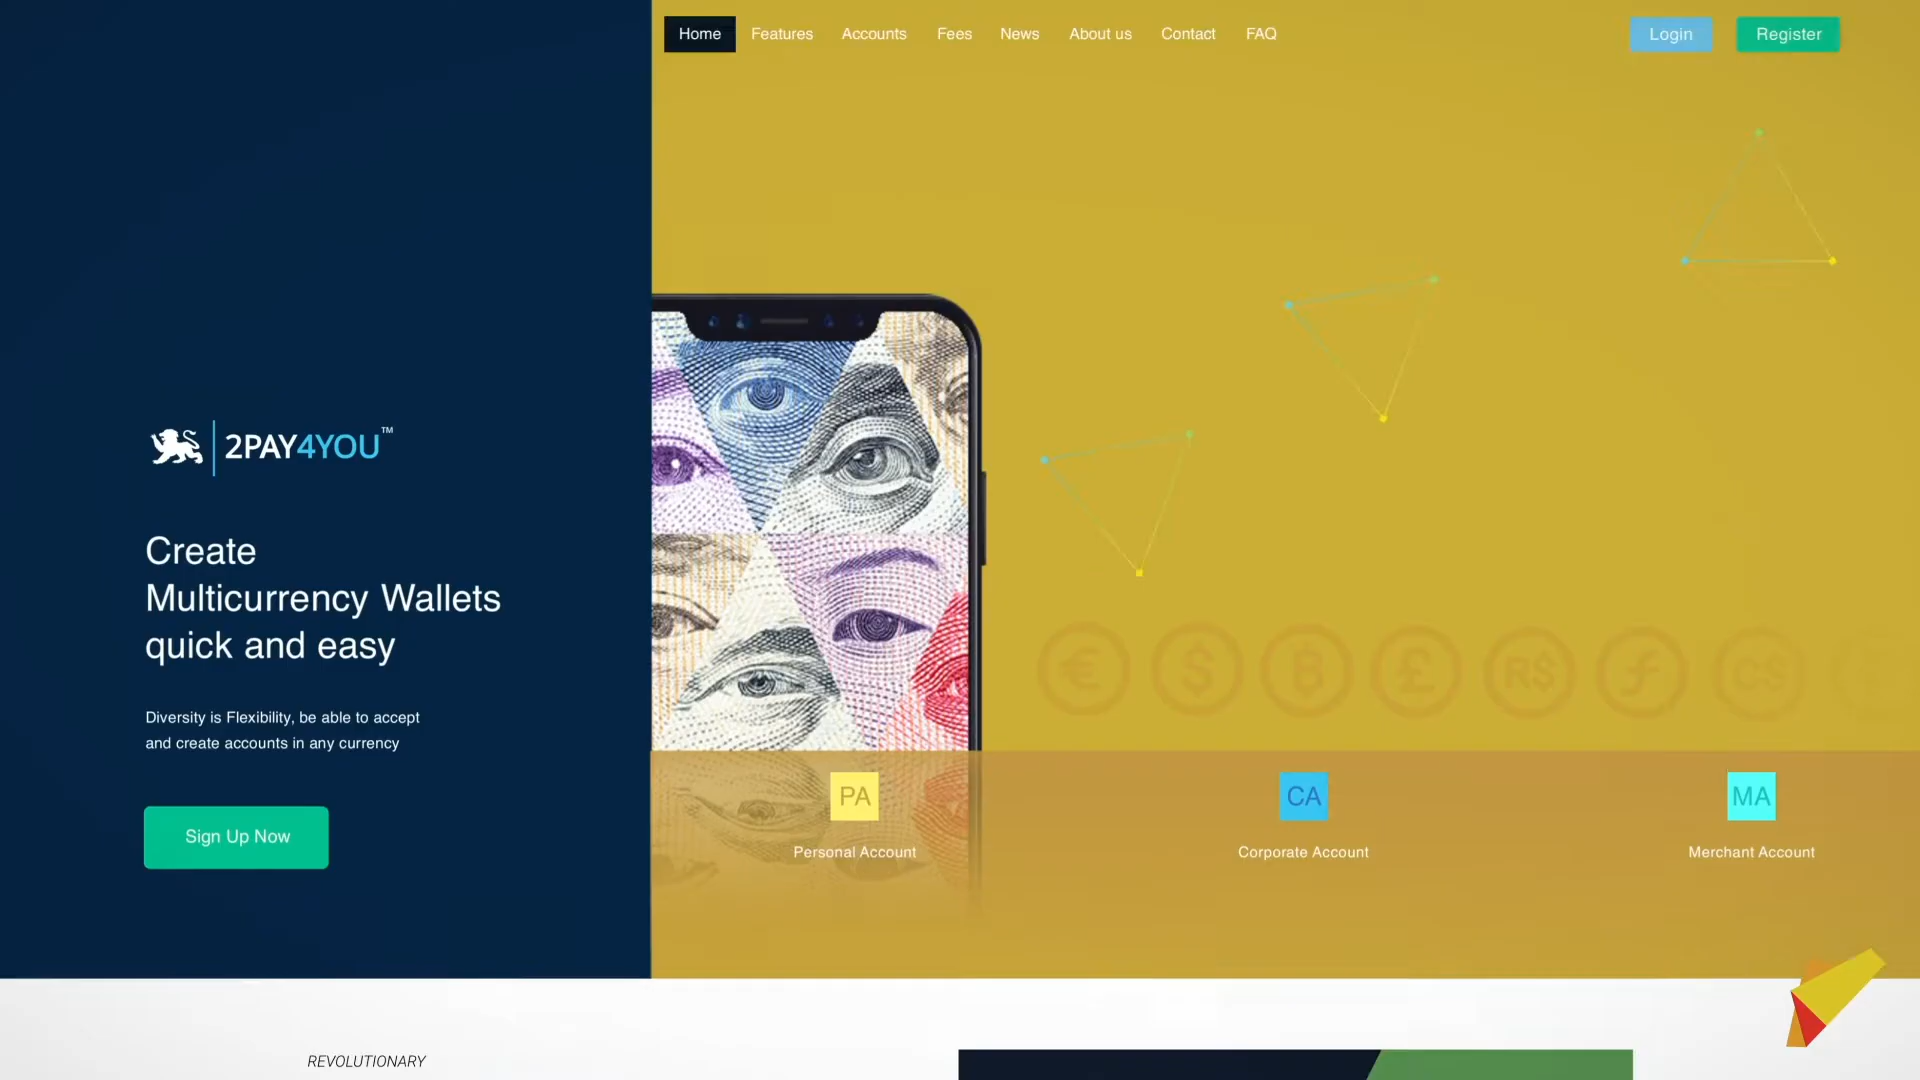 Home Features Accounts Fees News About us Contact FAQ Login Register
2PAY4YOU™
Create
Multicurrency Wallets
quick and easy
Diversity is Flexibility, be able to accept
and create accounts in any currency
Sign Up Now
€ $ B £ R$ ƒ C$
PA CA MA
Personal Account Corporate Account Merchant Account
REVOLUTIONARY